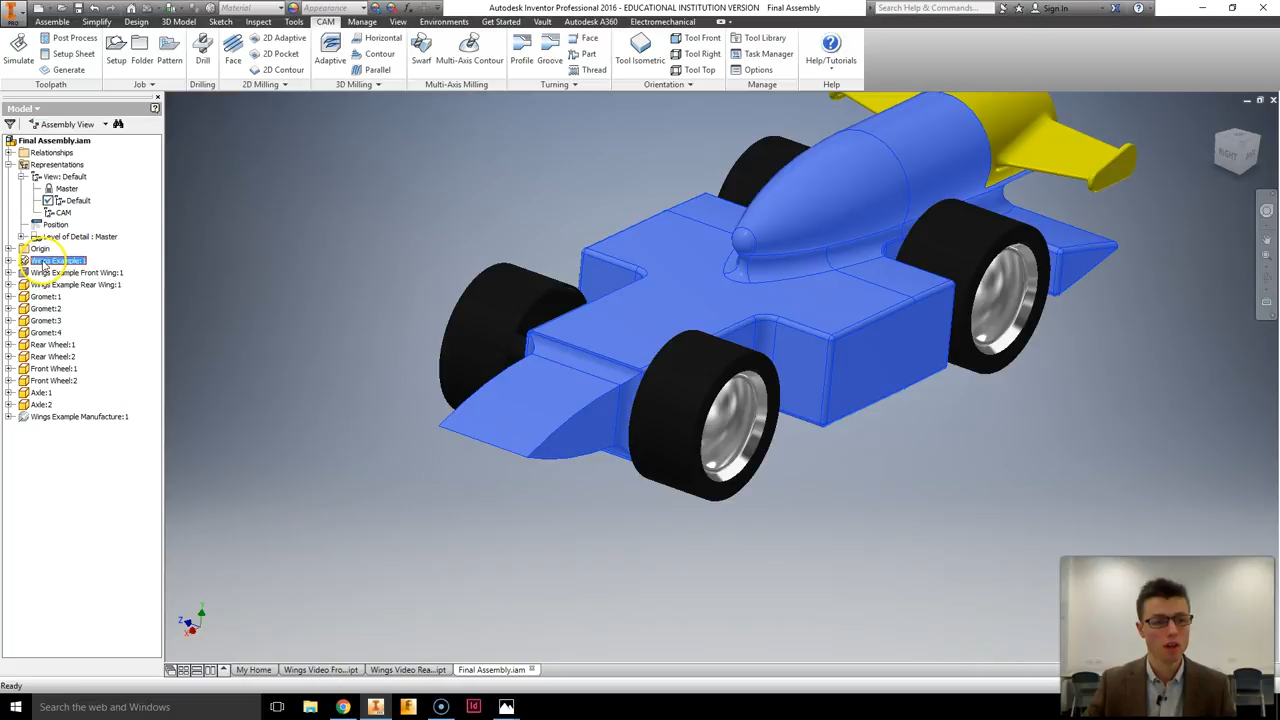 Autodesk Inventor Professional 2016 - EDUCATIONAL INSTITUTION VERSION Final Assembly
Material Appearance Search Help & Commands... Sign In
PRO Assemble Simplify Design 3D Model Sketch Inspect Tools CAM Manage View Environments Get Started Vault Autodesk A360 Electromechanical
Simulate Post Process Setup Sheet Generate
Setup Folder Pattern
Drill
Face 2D Adaptive 2D Pocket 2D Contour
Adaptive Horizontal Contour Parallel
Swarf Multi-Axis Contour
Profile Groove Face Part Thread
Tool Isometric Tool Front Tool Right Tool Top
Tool Library Task Manager Options
Help/Tutorials
Toolpath Job Drilling 2D Milling 3D Milling Multi-Axis Milling Turning Orientation Manage Help
Model
Assembly View
Final Assembly.iam
Relationships
Representations
View: Default
Master
Default
CAM
Position
Level of Detail : Master
Origin
Wings Example:1
Wings Example Front Wing:1
Wings Example Rear Wing:1
Gromet:1
Gromet:2
Gromet:3
Gromet:4
Rear Wheel:1
Rear Wheel:2
Front Wheel:1
Front Wheel:2
Axle:1
Axle:2
Wings Example Manufacture:1
RIGHT
Z Y X
My Home Wings Video Fro....ipt Wings Video Rea....ipt Final Assembly.iam
Ready
Search the web and Windows